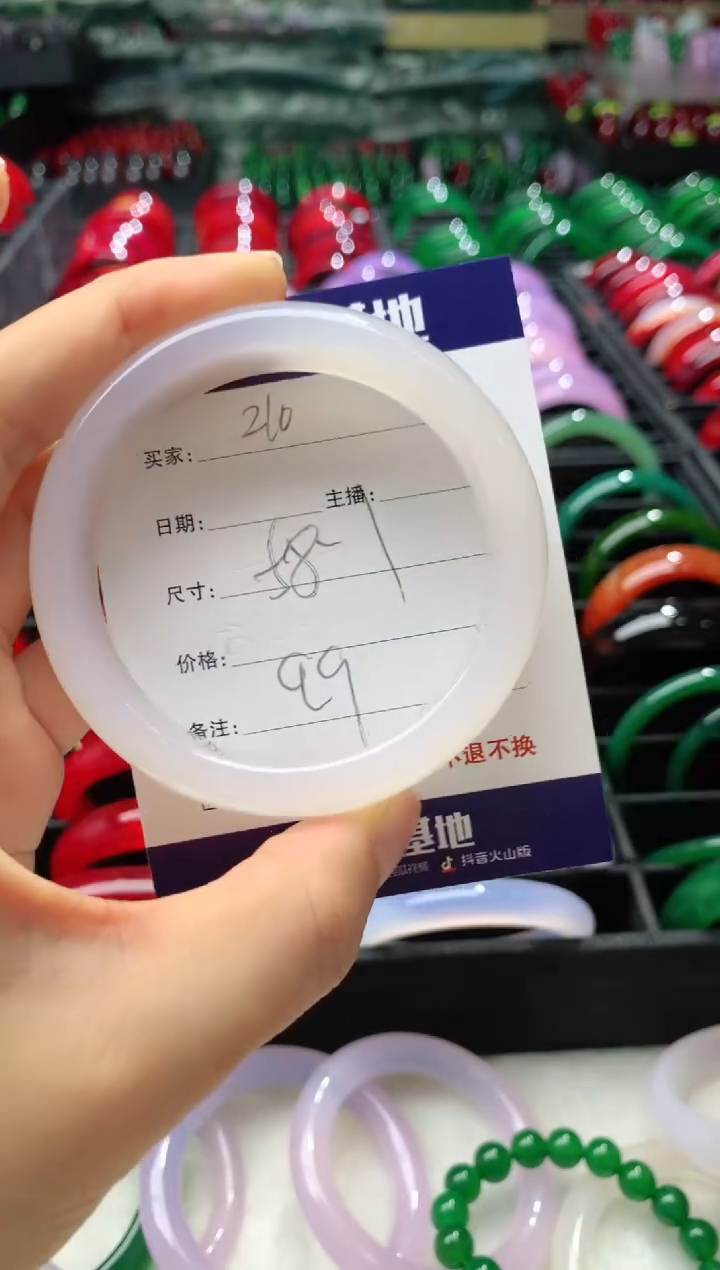 基地
210
买家:
主播:
日期:
58
尺寸:
价格:
99
备注:
不退不换
基地
抖音火山版